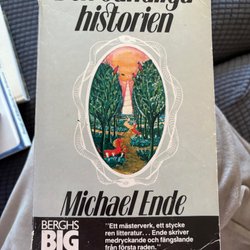 historien
Michael Ende
BERGHS
BIG
"Ett mästerverk, ett stycke
ren litteratur... Ende skriver
medryckande och fängslande
från första raden."